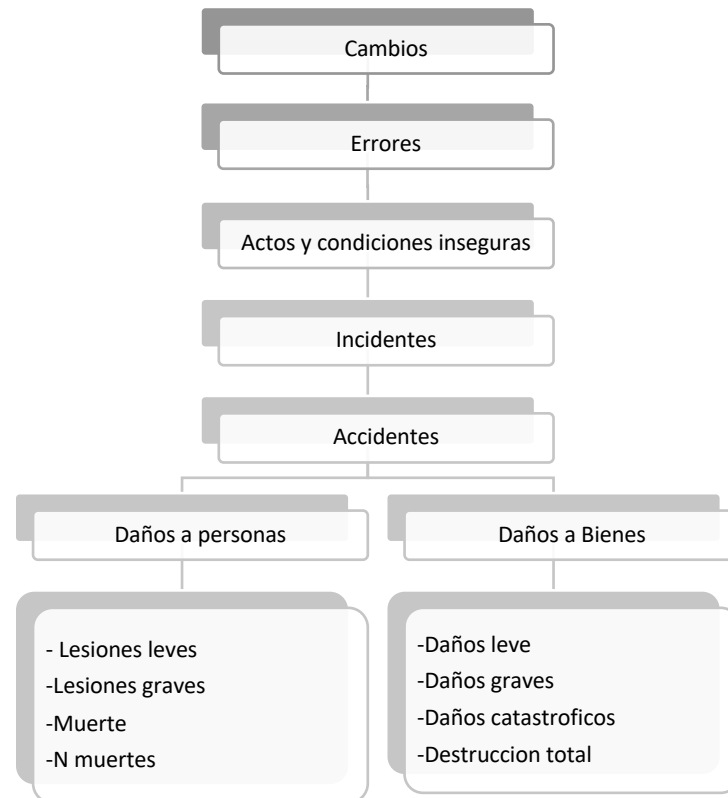 Cambios
Errores
Actos y condiciones inseguras
Incidentes
Accidentes
Daños a personas
Daños a Bienes
- Lesiones leves
-Lesiones graves
-Muerte
-N muertes
-Daños leve
-Daños graves
-Daños catastroficos
-Destruccion total